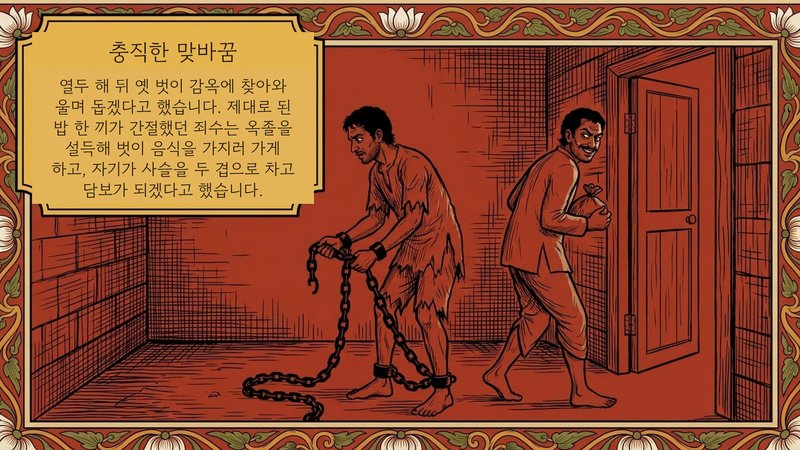 충직한 맞바꿈
열두 해 뒤 옛 벗이 감옥에 찾아와
울며 돕겠다고 했습니다. 제대로 된
밥 한 끼가 간절했던 죄수는 옥졸을
설득해 벗이 음식을 가지러 가게
하고, 자기가 사슬을 두 겹으로 차고
담보가 되겠다고 했습니다.